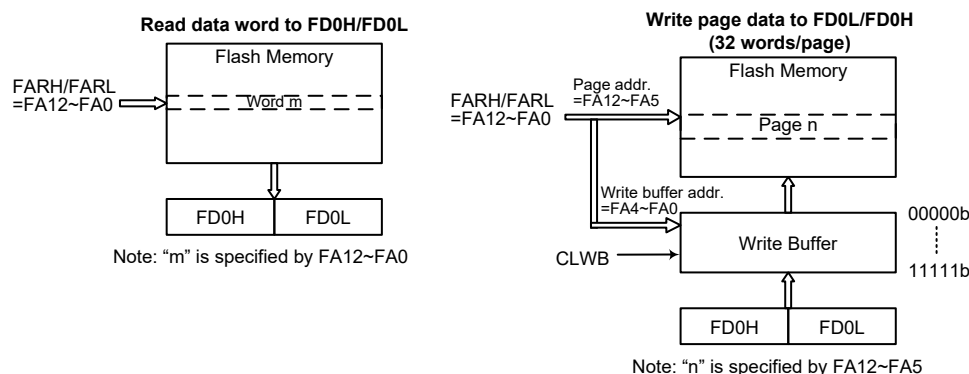 Read data word to FD0H/FD0L
Flash Memory
FARH/FARL
=FA12~FA0
Word m
FD0H
FD0L
Note: “m” is specified by FA12~FA0
Write page data to FD0L/FD0H
(32 words/page)
Flash Memory
Page addr.
=FA12~FA5
FARH/FARL
=FA12~FA0
Page n
Write buffer addr.
=FA4~FA0
00000b
Write Buffer
CLWB
11111b
FD0H
FD0L
Note: “n” is specified by FA12~FA5